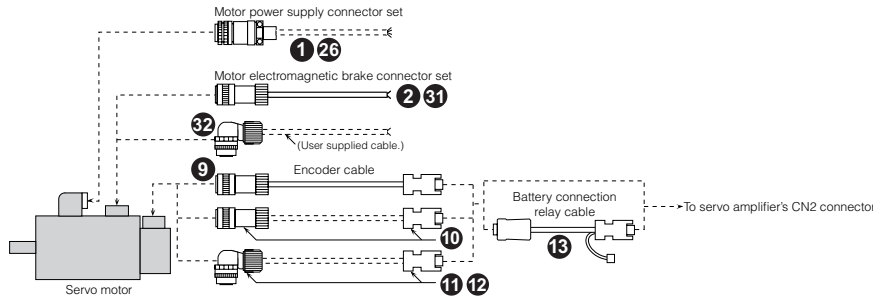 Motor power supply connector set
1 26
Motor electromagnetic brake connector set
2 31
32
(User supplied cable.)
9
Encoder cable
Battery connection
relay cable
To servo amplifier's CN2 connector
10
13
11 12
Servo motor